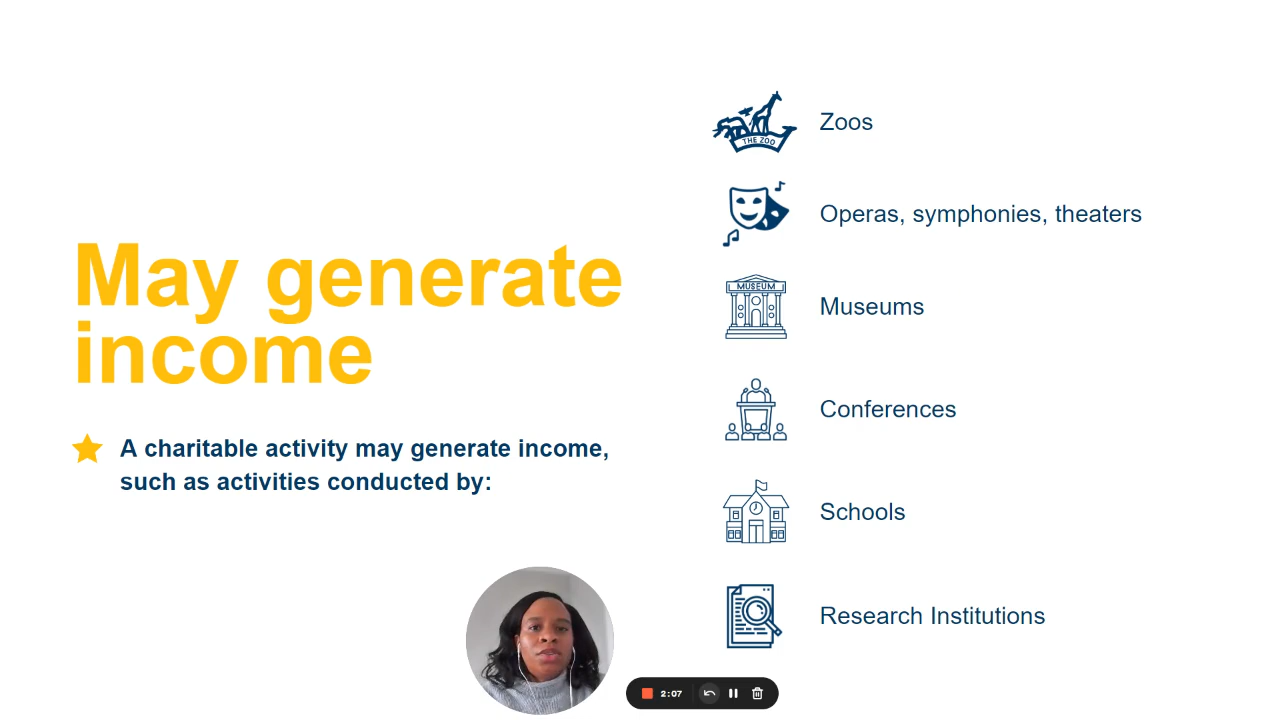 May generate
income
A charitable activity may generate income,
such as activities conducted by:
THE ZOO
Zoos
Operas, symphonies, theaters
MUSEUM
Museums
Conferences
Schools
Research Institutions
2:07